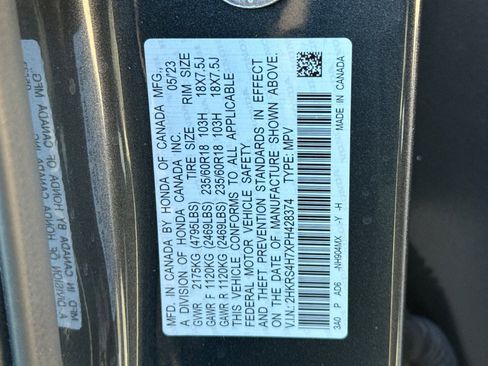 MFD. IN CANADA BY HONDA OF CANADA MFG.
A DIVISION OF HONDA CANADA INC. 05/23
TIRE SIZE RIM SIZE
GVWR 2175KG (4795LBS)
GAWR F 1120KG (2469LBS) 235/60R18 103H 18X7.5J
GAWR R 1120KG (2469LBS) 235/60R18 103H 18X7.5J
THIS VEHICLE CONFORMS TO ALL APPLICABLE
FEDERAL MOTOR VEHICLE SAFETY
AND THEFT PREVENTION STANDARDS IN EFFECT
ON THE DATE OF MANUFACTURE SHOWN ABOVE.
V.I.N.: 2HKRS4H7XPH428374 TYPE: MPV
3A0 P AD6 -NH904MX -Y -H MADE IN CANADA